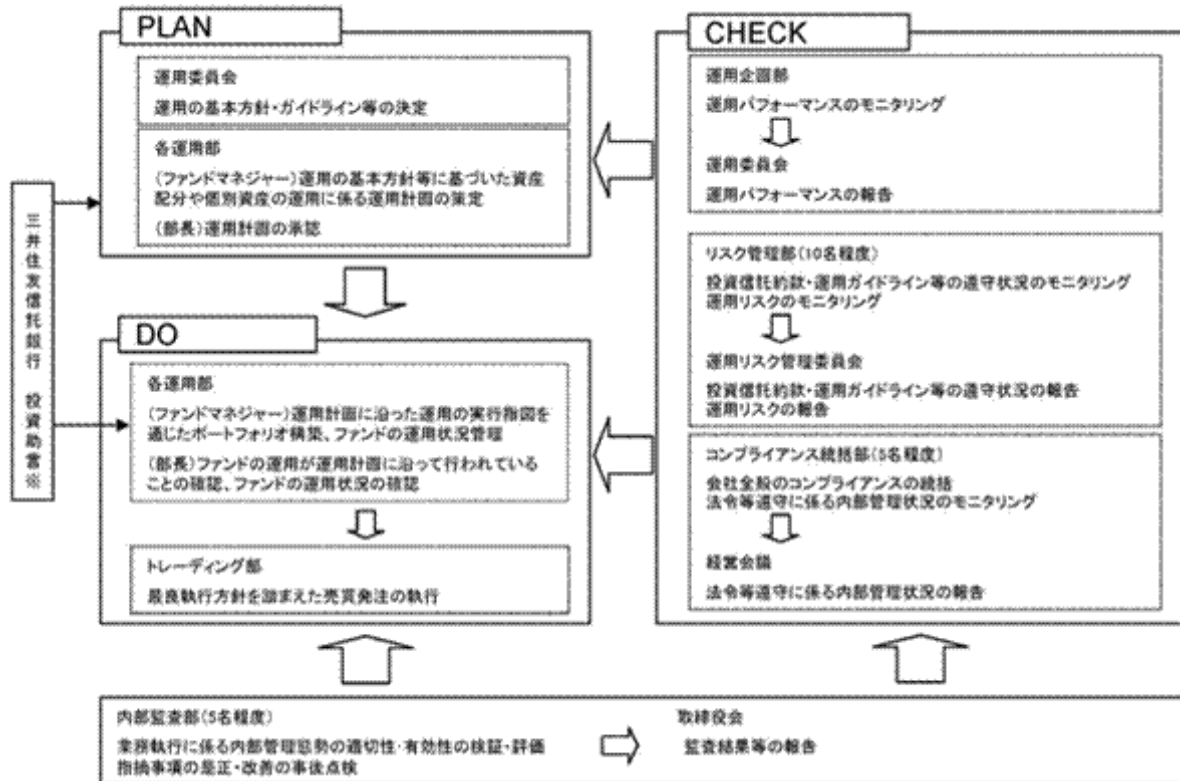 PLAN
運用委員会
運用の基本方針・ガイドライン等の決定
各運用部
(ファンドマネジャー)運用の基本方針等に基づいた資産
配分や個別資産の運用に係る運用計画の策定
(部長)運用計画の承認
三井住友信託銀行 投資助言※
DO
各運用部
(ファンドマネジャー)運用計画に沿った運用の実行指図を
通じたポートフォリオ構築、ファンドの運用状況管理
(部長)ファンドの運用が運用計画に沿って行われている
ことの確認、ファンドの運用状況の確認
トレーディング部
最良執行方針を踏まえた売買発注の執行
CHECK
運用企画部
運用パフォーマンスのモニタリング
運用委員会
運用パフォーマンスの報告
リスク管理部(10名程度)
投資信託約款・運用ガイドライン等の遵守状況のモニタリング
運用リスクのモニタリング
運用リスク管理委員会
投資信託約款・運用ガイドライン等の遵守状況の報告
運用リスクの報告
コンプライアンス統括部(5名程度)
会社全般のコンプライアンスの統括
法令等遵守に係る内部管理状況のモニタリング
経営会議
法令等遵守に係る内部管理状況の報告
内部監査部(5名程度)
業務執行に係る内部管理態勢の適切性・有効性の検証・評価
指摘事項の是正・改善の事後点検
取締役会
監査結果等の報告